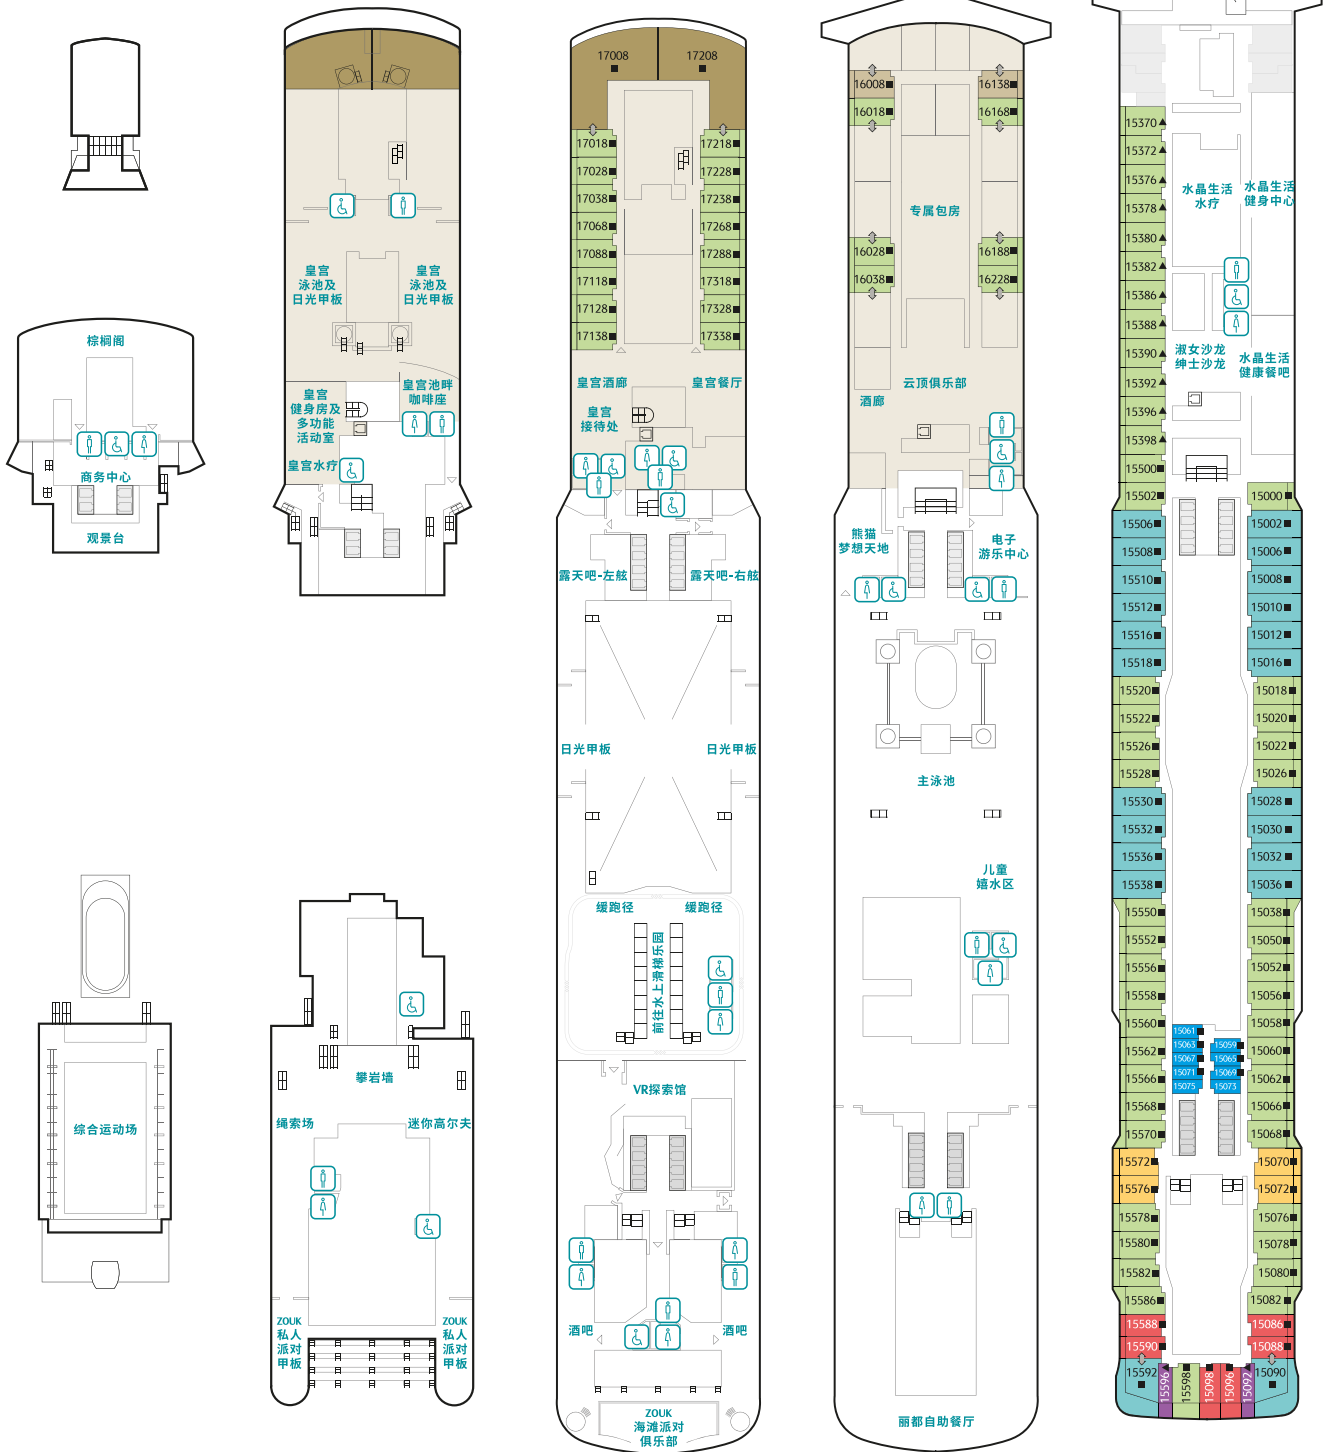 棕榈阁
商务中心
观景台
综合运动场
皇宫
泳池及
日光甲板
皇宫
泳池及
日光甲板
皇宫
健身房及
多功能
活动室
皇宫池畔
咖啡座
皇宫水疗
攀岩墙
绳索场
迷你高尔夫
ZOUK
私人
派对
甲板
ZOUK
私人
派对
甲板
17008
17208
17018
17218
17028
17228
17038
17238
17068
17268
17088
17288
17118
17318
17128
17328
17138
17338
皇宫酒廊
皇宫餐厅
皇宫
接待处
露天吧-左舷
露天吧-右舷
日光甲板
日光甲板
缓跑径
缓跑径
前往水上滑梯乐园
VR探索馆
酒吧
酒吧
ZOUK
海滩派对
俱乐部
16008
16138
16018
16168
专属包房
16028
16188
16038
16228
云顶俱乐部
酒廊
熊猫
梦想天地
电子
游乐中心
主泳池
儿童
嬉水区
丽都自助餐厅
水晶生活
水疗
水晶生活
健身中心
淑女沙龙
绅士沙龙
水晶生活
健康餐吧
15370
15372
15376
15378
15380
15382
15386
15388
15390
15392
15396
15398
15500
15502
15506
15508
15510
15512
15516
15518
15520
15522
15526
15528
15530
15532
15536
15538
15550
15552
15556
15558
15560
15562
15566
15568
15570
15572
15576
15578
15580
15582
15586
15588
15590
15592
15000
15002
15006
15008
15010
15012
15016
15018
15020
15022
15026
15028
15030
15032
15036
15038
15050
15052
15056
15058
15060
15062
15066
15068
15070
15072
15076
15078
15080
15082
15086
15088
15090
15061
15063
15067
15071
15075
15059
15065
15069
15073
15596
15598
15098
15096
15092